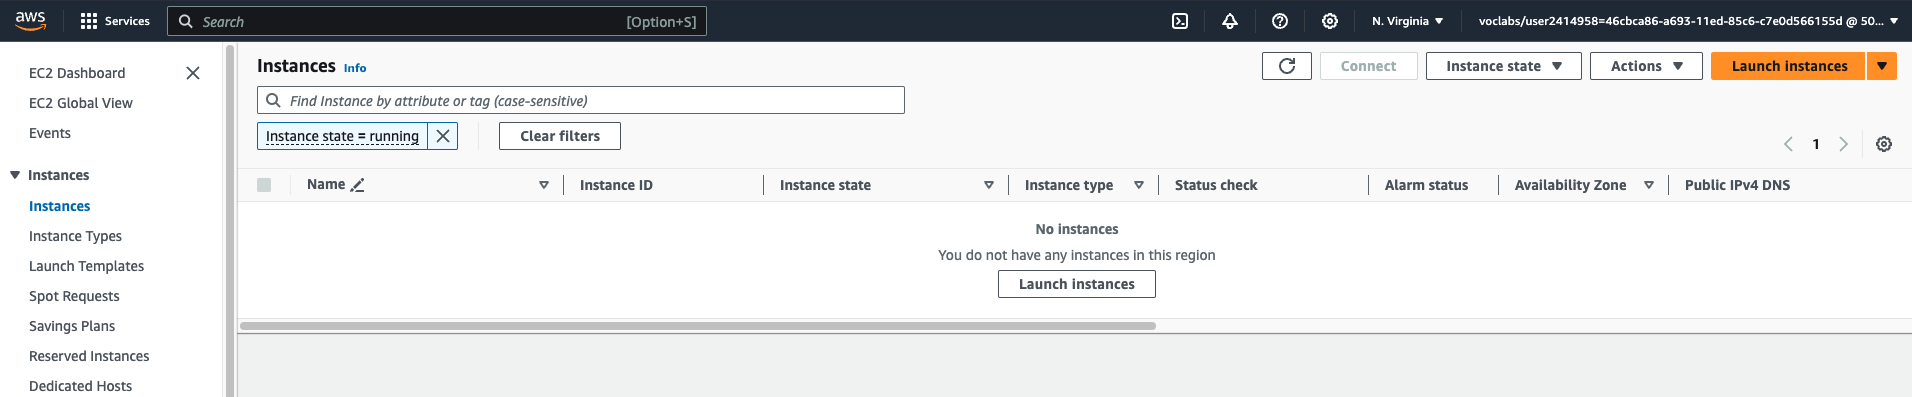 aws Services Search [Option+S] N. Virginia voclabs/user2414958=46cbca86-a693-11ed-85c6-c7e0d566155d @ 50...
EC2 Dashboard
EC2 Global View
Events
Instances
Instances
Instance Types
Launch Templates
Spot Requests
Savings Plans
Reserved Instances
Dedicated Hosts
Instances Info Connect Instance state Actions Launch instances
Find Instance by attribute or tag (case-sensitive)
Instance state = running Clear filters
1
Name Instance ID Instance state Instance type Status check Alarm status Availability Zone Public IPv4 DNS
No instances
You do not have any instances in this region
Launch instances